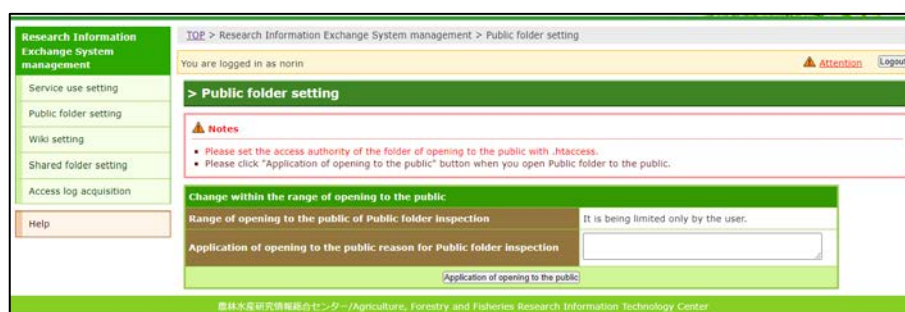 Research Information
Exchange System
management
Service use setting
Public folder setting
Wiki setting
Shared folder setting
Access log acquisition
Help
TOP > Research Information Exchange System management > Public folder setting
You are logged in as norin
Attention
Logout
> Public folder setting
Notes
• Please set the access authority of the folder of opening to the public with .htaccess.
• Please click "Application of opening to the public" button when you open Public folder to the public.
Change within the range of opening to the public
Range of opening to the public of Public folder inspection
It is being limited only by the user.
Application of opening to the public reason for Public folder inspection
Application of opening to the public
農林水産研究情報総合センター/Agriculture, Forestry and Fisheries Research Information Technology Center